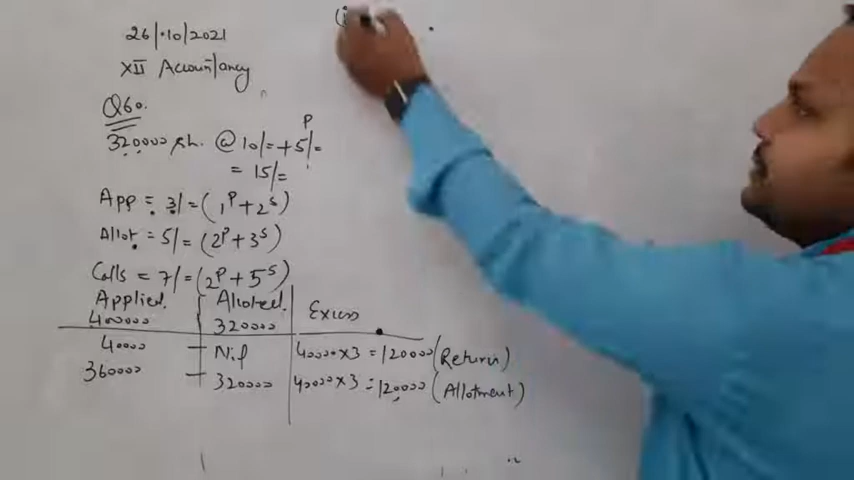 26/10/2021
XII Accountancy
Q60.
P
320000 sh. @ 10/= + 5/=
= 15/=
App = 3/= (1P + 2S)
Allot = 5/= (2P + 3S)
Calls = 7/= (2P + 5S)
Applied. Alloted. Excess
400000 320000
40000 - Nil 40000×3 = 120000 (Return)
360000 - 320000 40000×3 = 120000 (Allotment)
(i